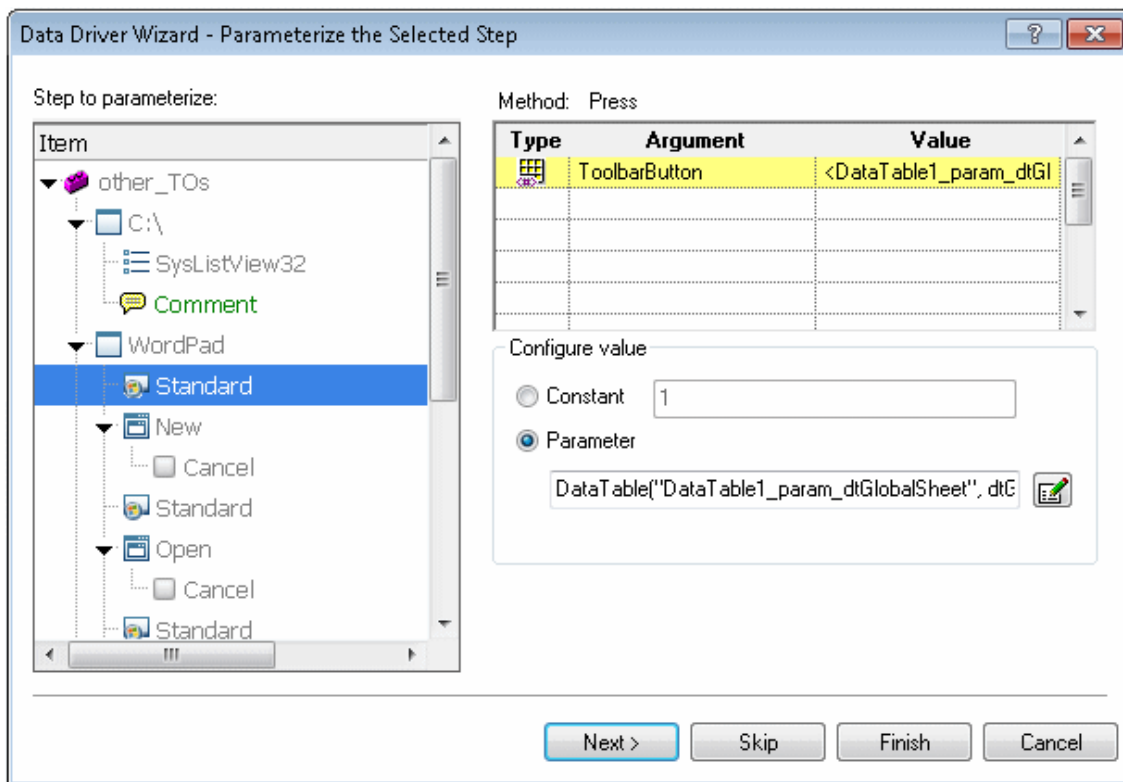 Data Driver Wizard - Parameterize the Selected Step
Step to parameterize:
Item
other_TOs
C:\
SysListView32
Comment
WordPad
Standard
New
Cancel
Standard
Open
Cancel
Standard
Method: Press
Type Argument Value
ToolbarButton <DataTable1_param_dtGl
Configure value
Constant 1
Parameter
DataTable("DataTable1_param_dtGlobalSheet", dtG
Next > Skip Finish Cancel